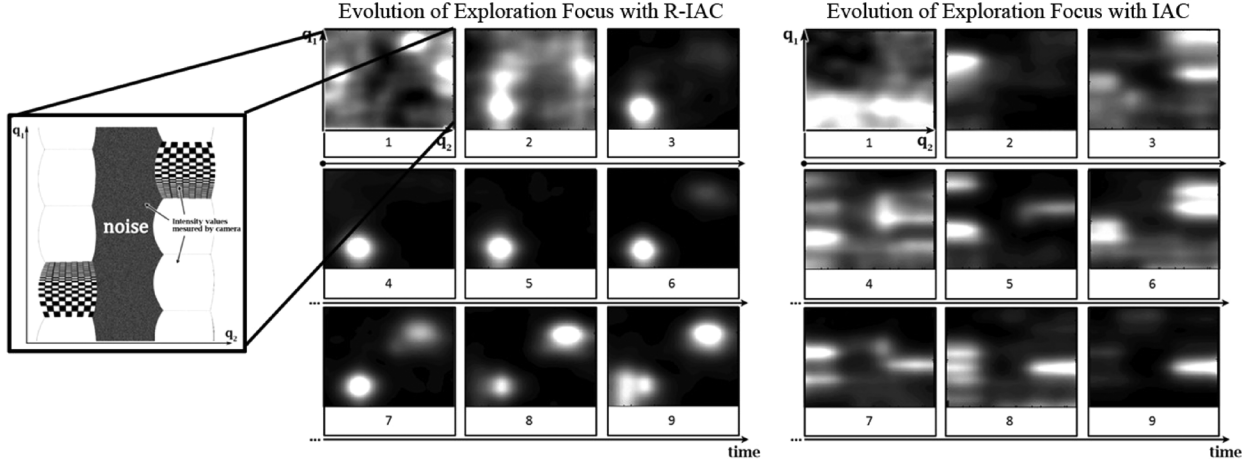 Evolution of Exploration Focus with R-IAC
Evolution of Exploration Focus with IAC
q1
q1
1
q2
2
3
1
q2
2
3
q1
noise
Intensity values
mesured by camera
q2
4
5
6
4
5
6
...
...
7
8
9
7
8
9
...
time
...
time